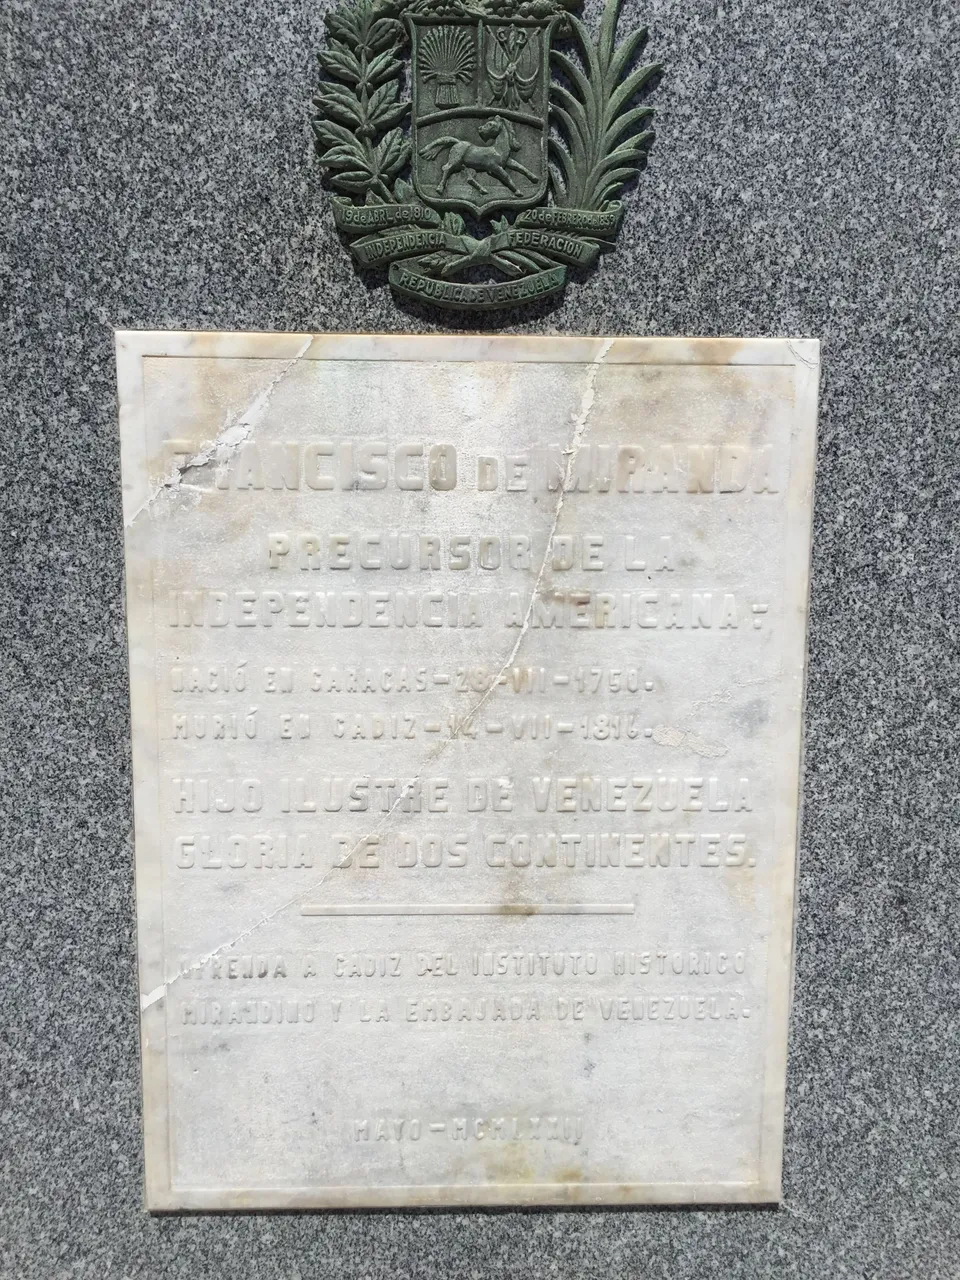 19 de ABRIL de 1810
20 de FEBRERO de 1859
INDEPENDENCIA
FEDERACION
REPUBLICA DE VENEZUELA
FRANCISCO DE MIRANDA
PRECURSOR DE LA
INDEPENDENCIA AMERICANA-
NACIÓ EN CARACAS-28-VII-1750.
MURIÓ EN CADIZ-14-VII-1816.
HIJO ILUSTRE DE VENEZUELA
GLORIA DE DOS CONTINENTES.
OFRENDA A CADIZ DEL INSTITUTO HISTORICO
MIRANDINO Y LA EMBAJADA DE VENEZUELA.
MAYO-MCMLXXII